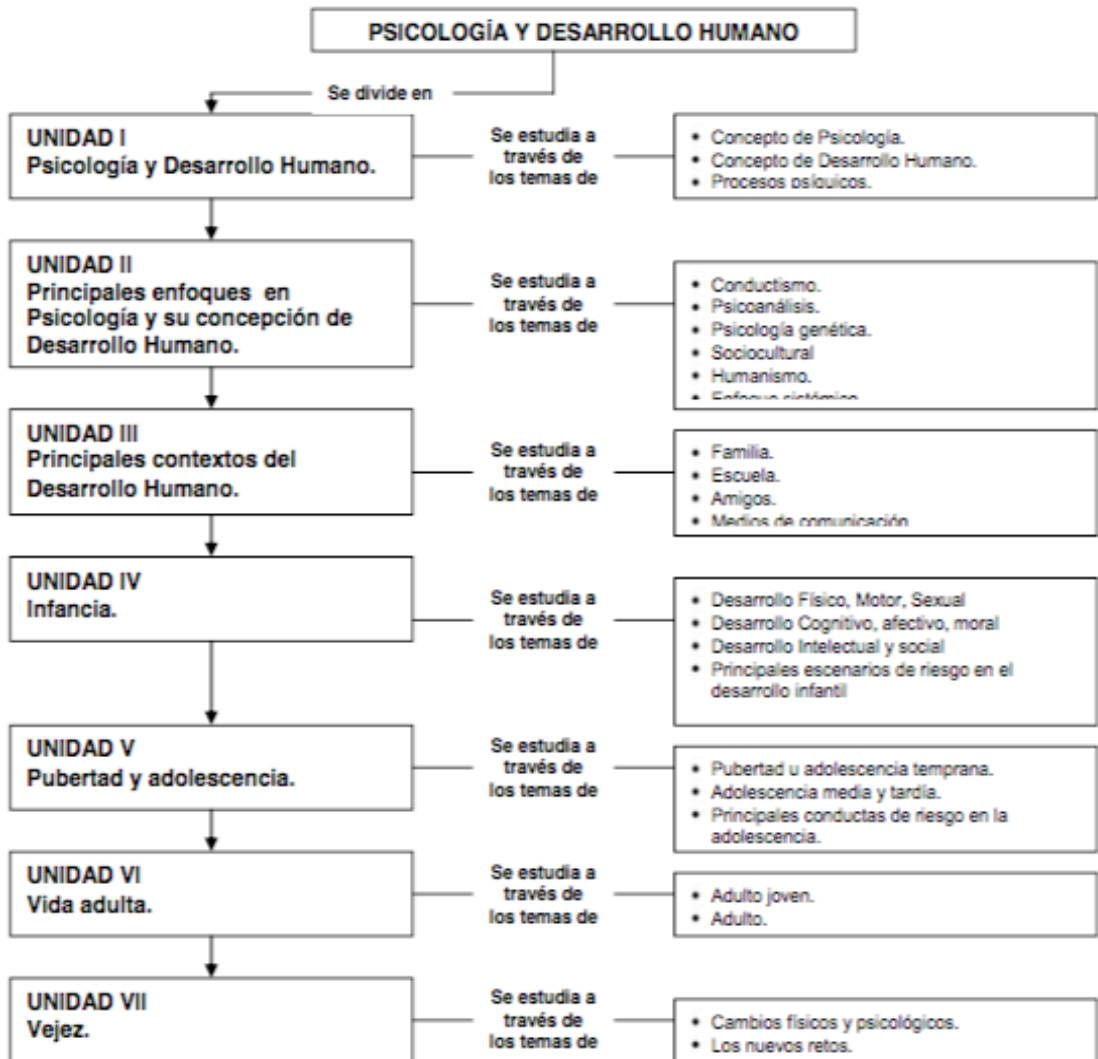 PSICOLOGÍA Y DESARROLLO HUMANO
Se divide en
UNIDAD I
Psicología y Desarrollo Humano.
Se estudia a
través de
los temas de
• Concepto de Psicología.
• Concepto de Desarrollo Humano.
• Procesos psíquicos.
UNIDAD II
Principales enfoques en
Psicología y su concepción de
Desarrollo Humano.
Se estudia a
través de
los temas de
• Conductismo.
• Psicoanálisis.
• Psicología genética.
• Sociocultural
• Humanismo.
• Enfoque sistémico
UNIDAD III
Principales contextos del
Desarrollo Humano.
Se estudia a
través de
los temas de
• Familia.
• Escuela.
• Amigos.
• Medios de comunicación
UNIDAD IV
Infancia.
Se estudia a
través de
los temas de
• Desarrollo Físico, Motor, Sexual
• Desarrollo Cognitivo, afectivo, moral
• Desarrollo Intelectual y social
• Principales escenarios de riesgo en el
desarrollo infantil
UNIDAD V
Pubertad y adolescencia.
Se estudia a
través de
los temas de
• Pubertad u adolescencia temprana.
• Adolescencia media y tardía.
• Principales conductas de riesgo en la
adolescencia.
UNIDAD VI
Vida adulta.
Se estudia a
través de
los temas de
• Adulto joven.
• Adulto.
UNIDAD VII
Vejez.
Se estudia a
través de
los temas de
• Cambios físicos y psicológicos.
• Los nuevos retos.